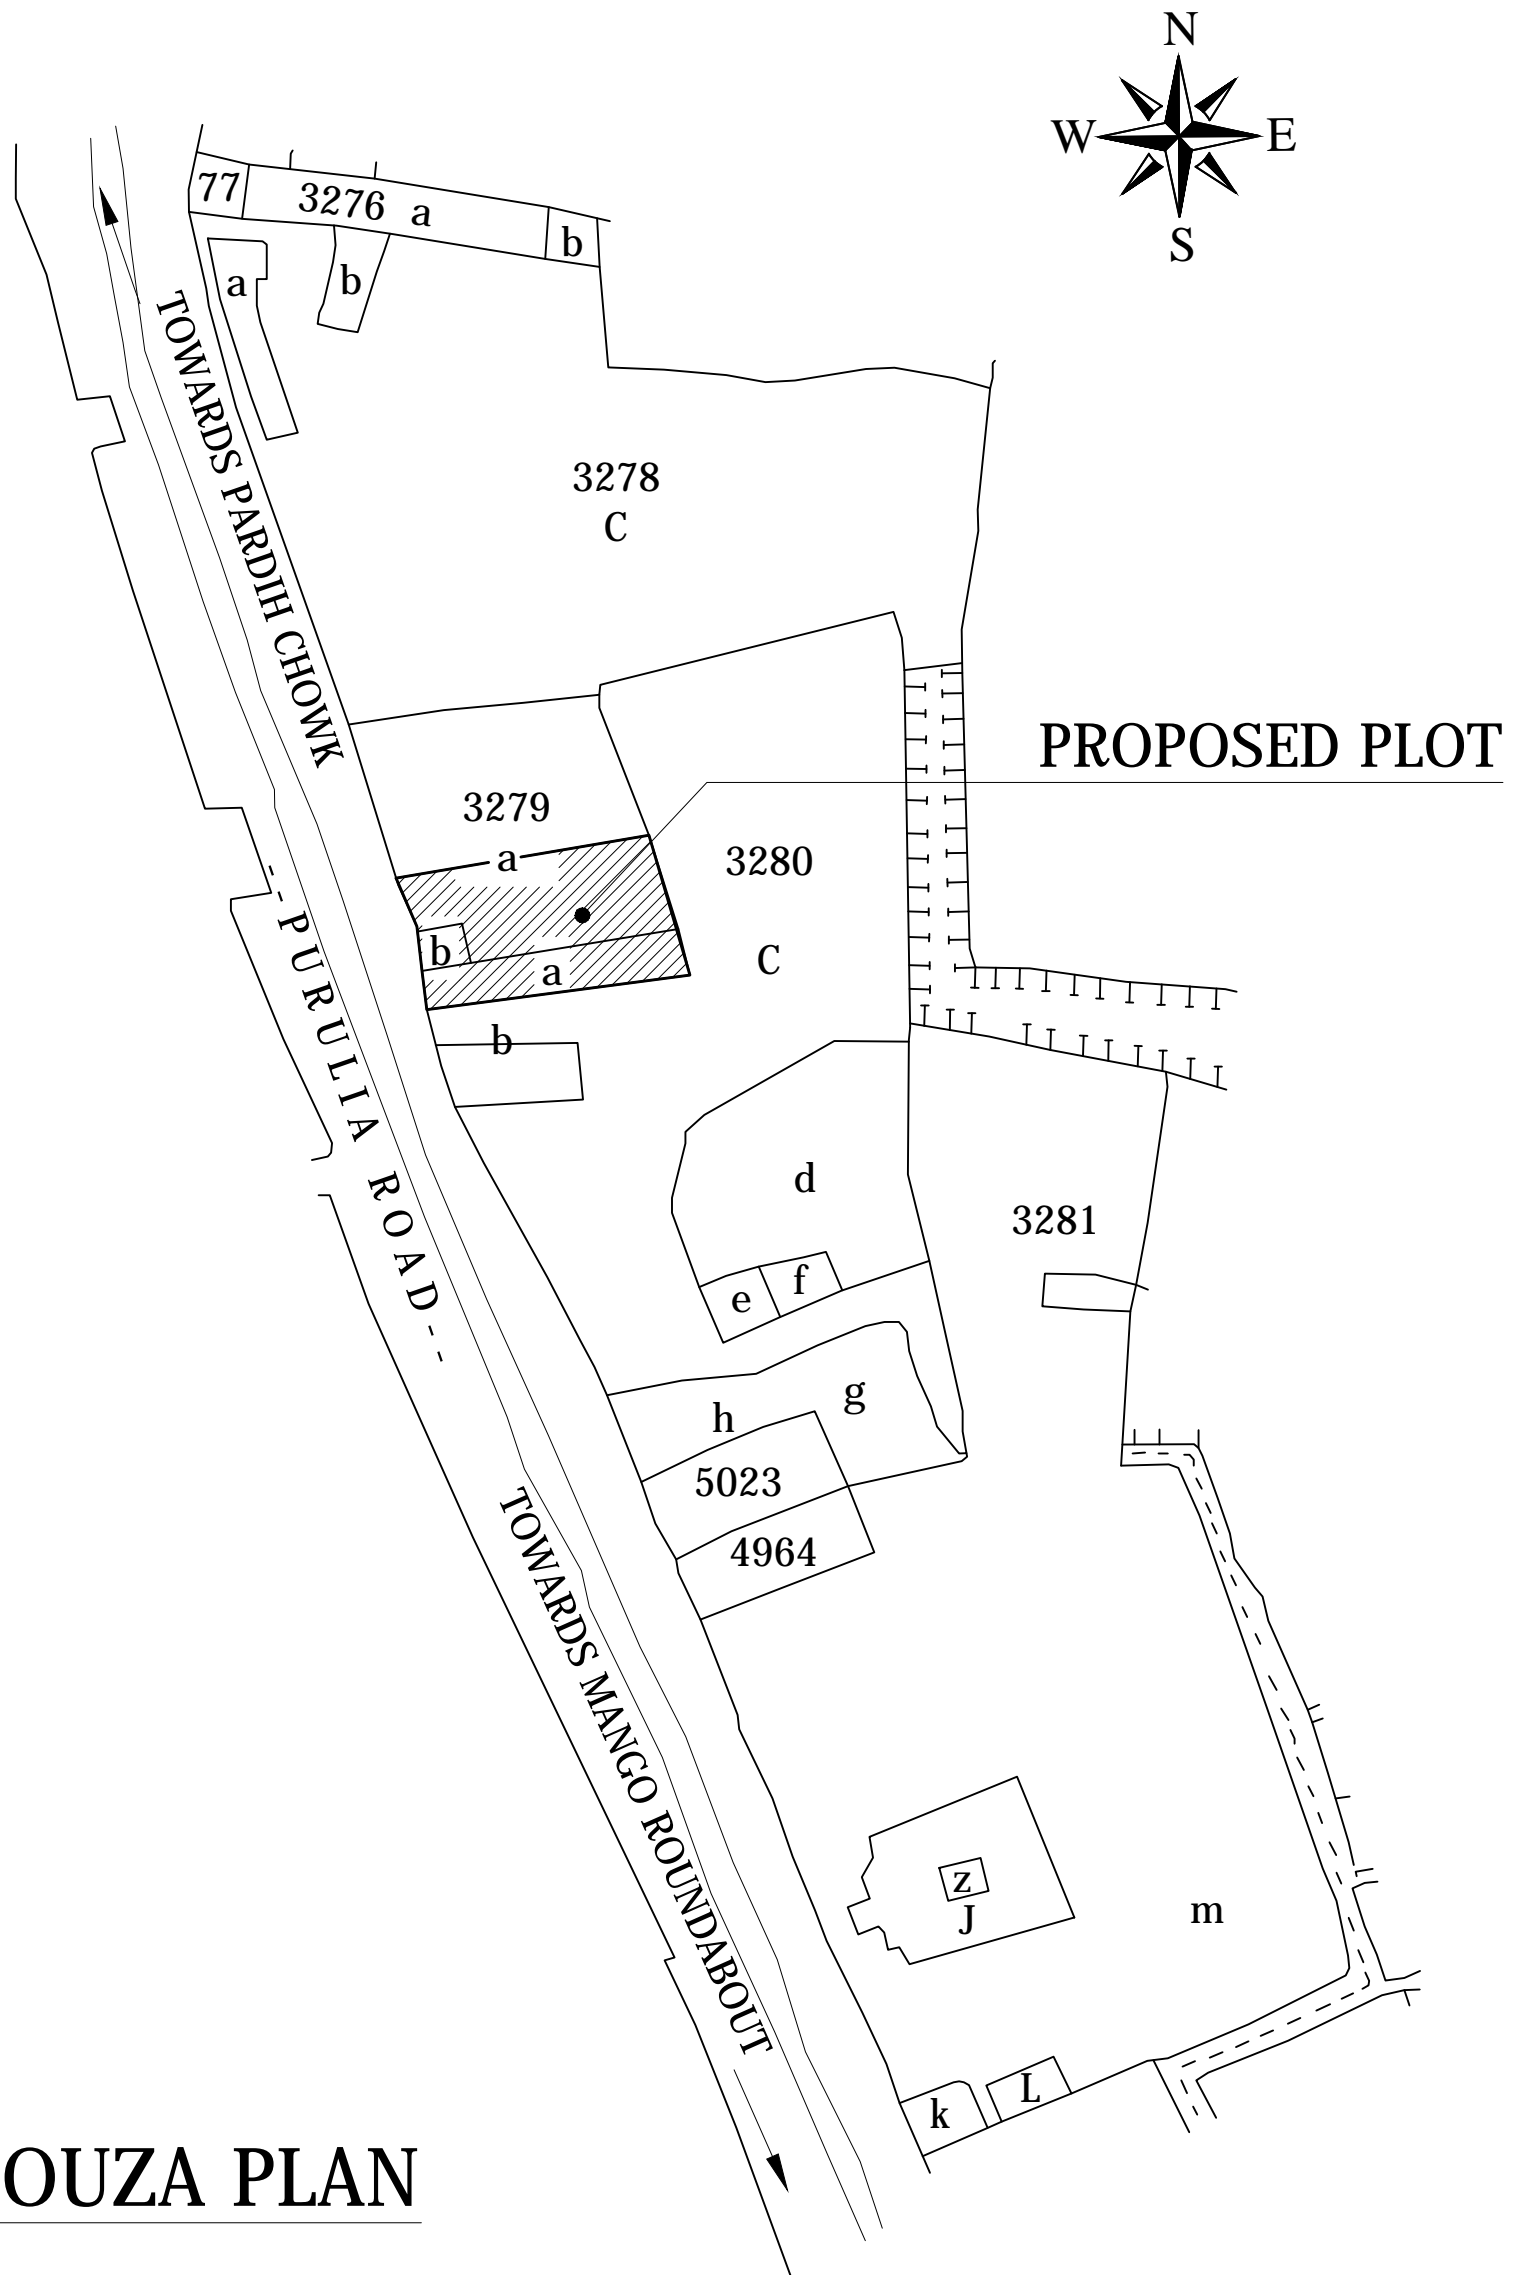 N
W E
S
77
3276 a
b
a
b
TOWARDS PARDIH CHOWK
3278
C
PROPOSED PLOT
3279
a
3280
b
a
C
b
--PURULIA ROAD--
d
3281
e
f
g
h
5023
4964
TOWARDS MANGO ROUNDABOUT
z
J
m
k
L
OUZA PLAN